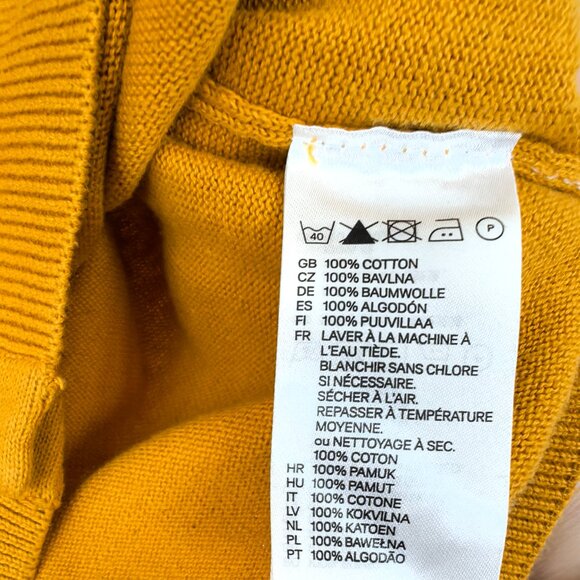 40 P
GB 100% COTTON
CZ 100% BAVLNA
DE 100% BAUMWOLLE
ES 100% ALGODÓN
FI 100% PUUVILLAA
FR LAVER À LA MACHINE À
L'EAU TIÈDE.
BLANCHIR SANS CHLORE
SI NÉCESSAIRE.
SÉCHER À L'AIR.
REPASSER À TEMPÉRATURE
MOYENNE.
ou NETTOYAGE À SEC.
100% COTON
HR 100% PAMUK
HU 100% PAMUT
IT 100% COTONE
LV 100% KOKVILNA
NL 100% KATOEN
PL 100% BAWEŁNA
PT 100% ALGODÃO